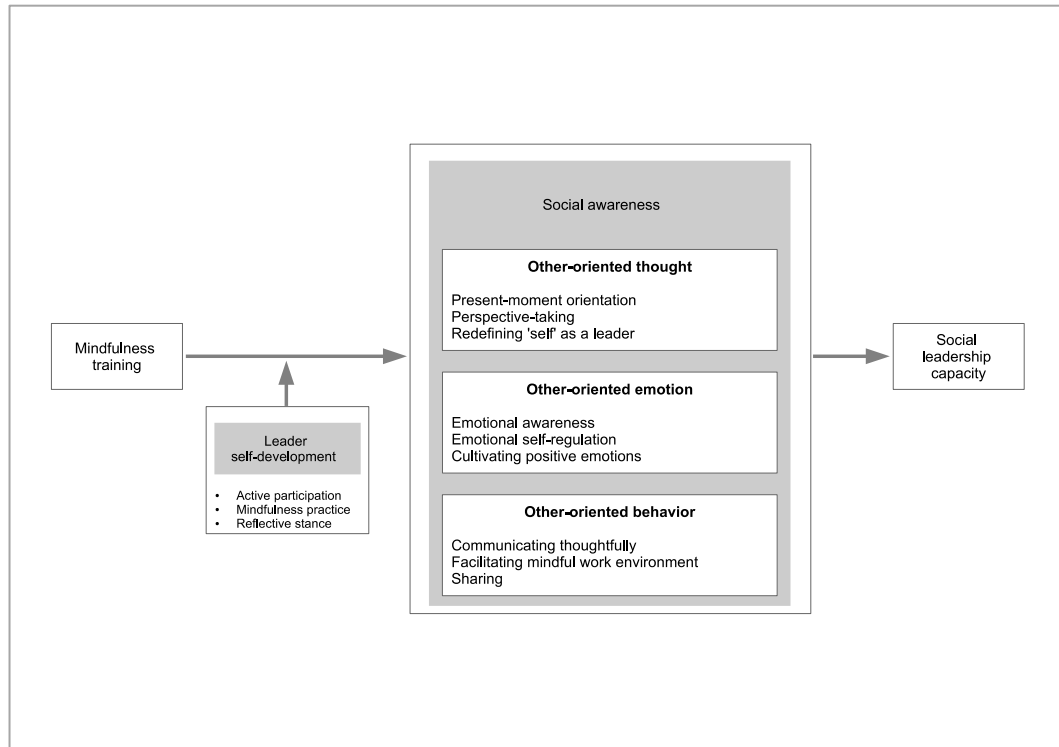 Mindfulness
training
Leader
self-development
• Active participation
• Mindfulness practice
• Reflective stance
Social awareness
Other-oriented thought
Present-moment orientation
Perspective-taking
Redefining 'self' as a leader
Other-oriented emotion
Emotional awareness
Emotional self-regulation
Cultivating positive emotions
Other-oriented behavior
Communicating thoughtfully
Facilitating mindful work environment
Sharing
Social
leadership
capacity